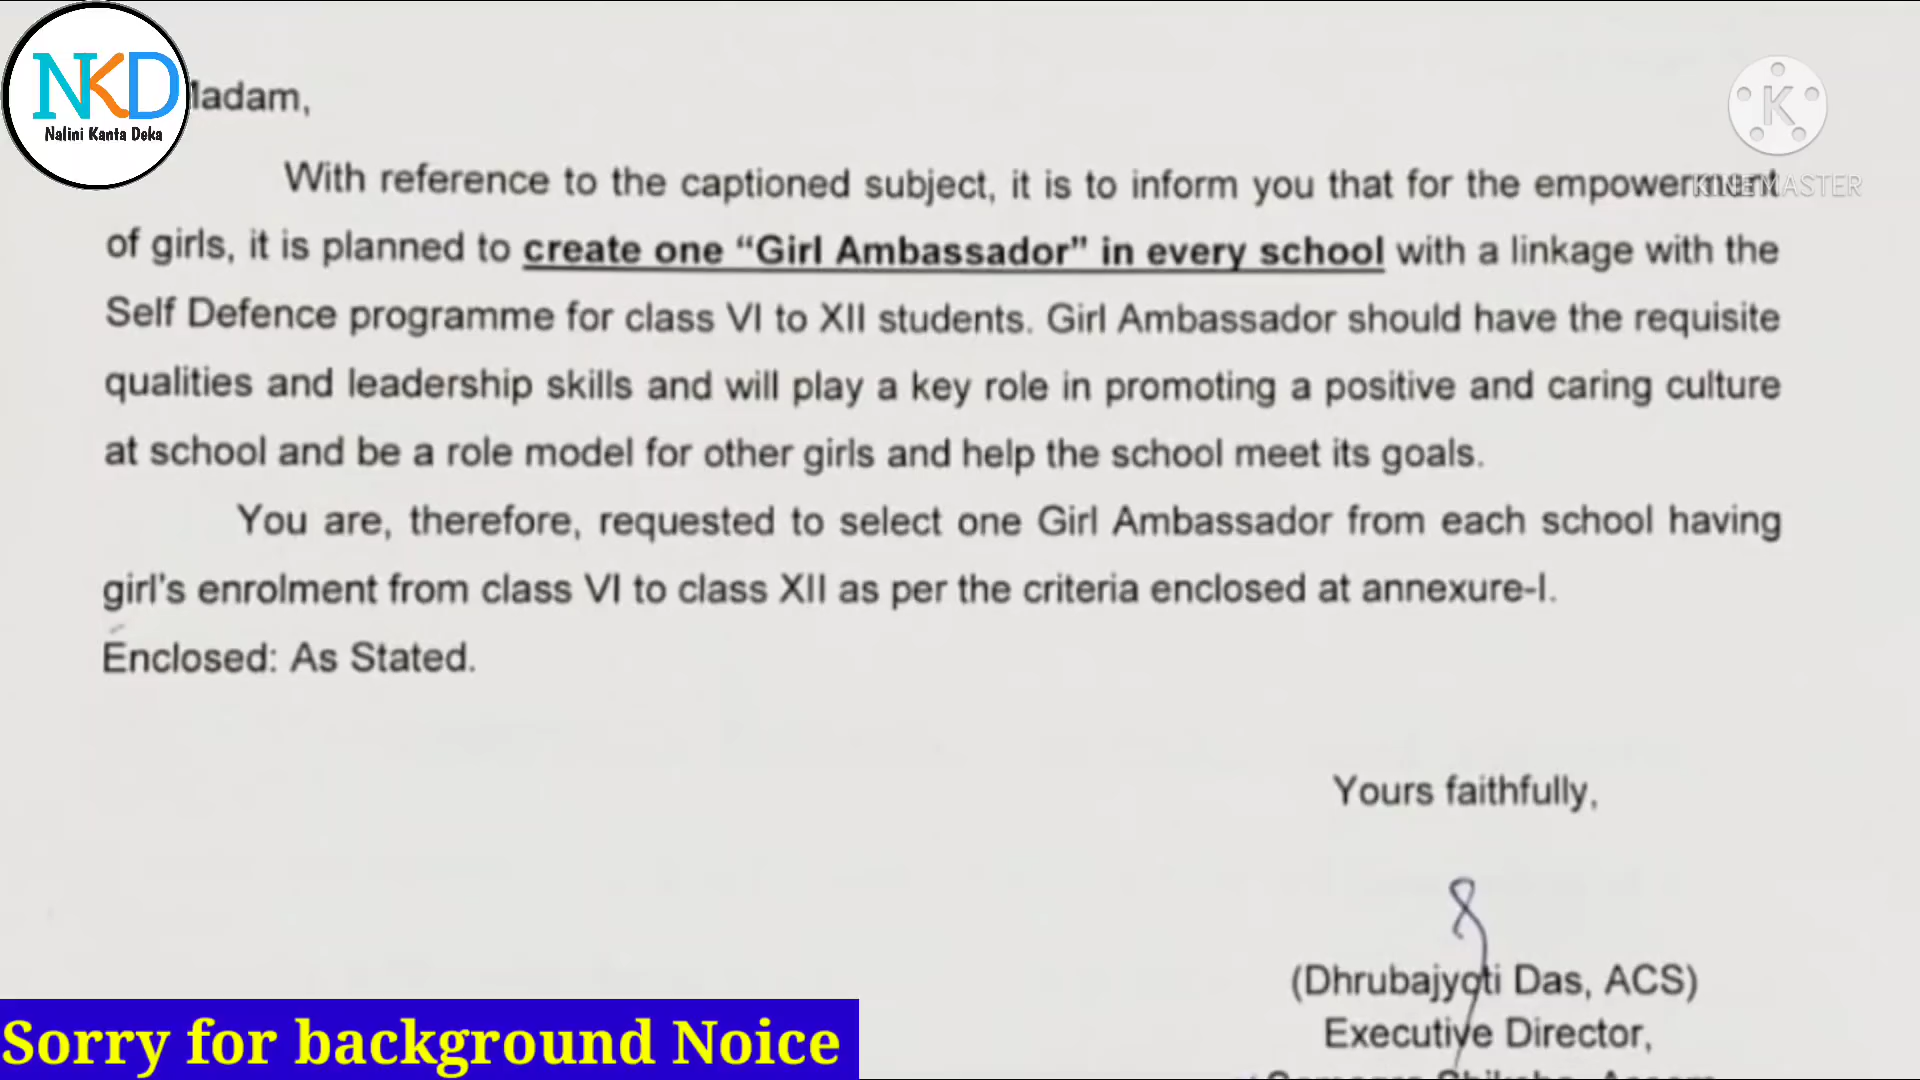 NKD
Nalini Kanta Deka
Madam,
K
KINEMASTER
With reference to the captioned subject, it is to inform you that for the empowerment
of girls, it is planned to create one “Girl Ambassador” in every school with a linkage with the
Self Defence programme for class VI to XII students. Girl Ambassador should have the requisite
qualities and leadership skills and will play a key role in promoting a positive and caring culture
at school and be a role model for other girls and help the school meet its goals.
You are, therefore, requested to select one Girl Ambassador from each school having
girl's enrolment from class VI to class XII as per the criteria enclosed at annexure-I.
Enclosed: As Stated.
Yours faithfully,
(Dhrubajyoti Das, ACS)
Executive Director,
Sorry for background Noice